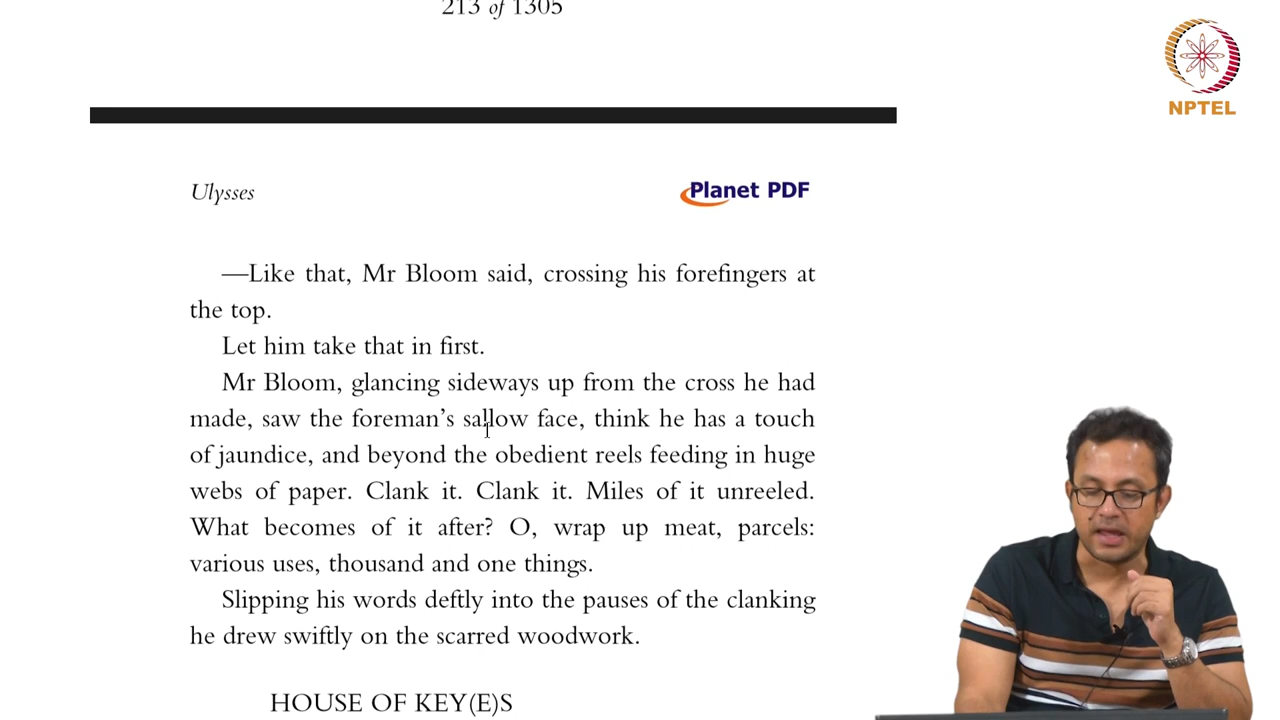 213 of 1305
NPTEL
Ulysses
Planet PDF
—Like that, Mr Bloom said, crossing his forefingers at
the top.
Let him take that in first.
Mr Bloom, glancing sideways up from the cross he had
made, saw the foreman’s sallow face, think he has a touch
of jaundice, and beyond the obedient reels feeding in huge
webs of paper. Clank it. Clank it. Miles of it unreeled.
What becomes of it after? O, wrap up meat, parcels:
various uses, thousand and one things.
Slipping his words deftly into the pauses of the clanking
he drew swiftly on the scarred woodwork.
HOUSE OF KEY(E)S